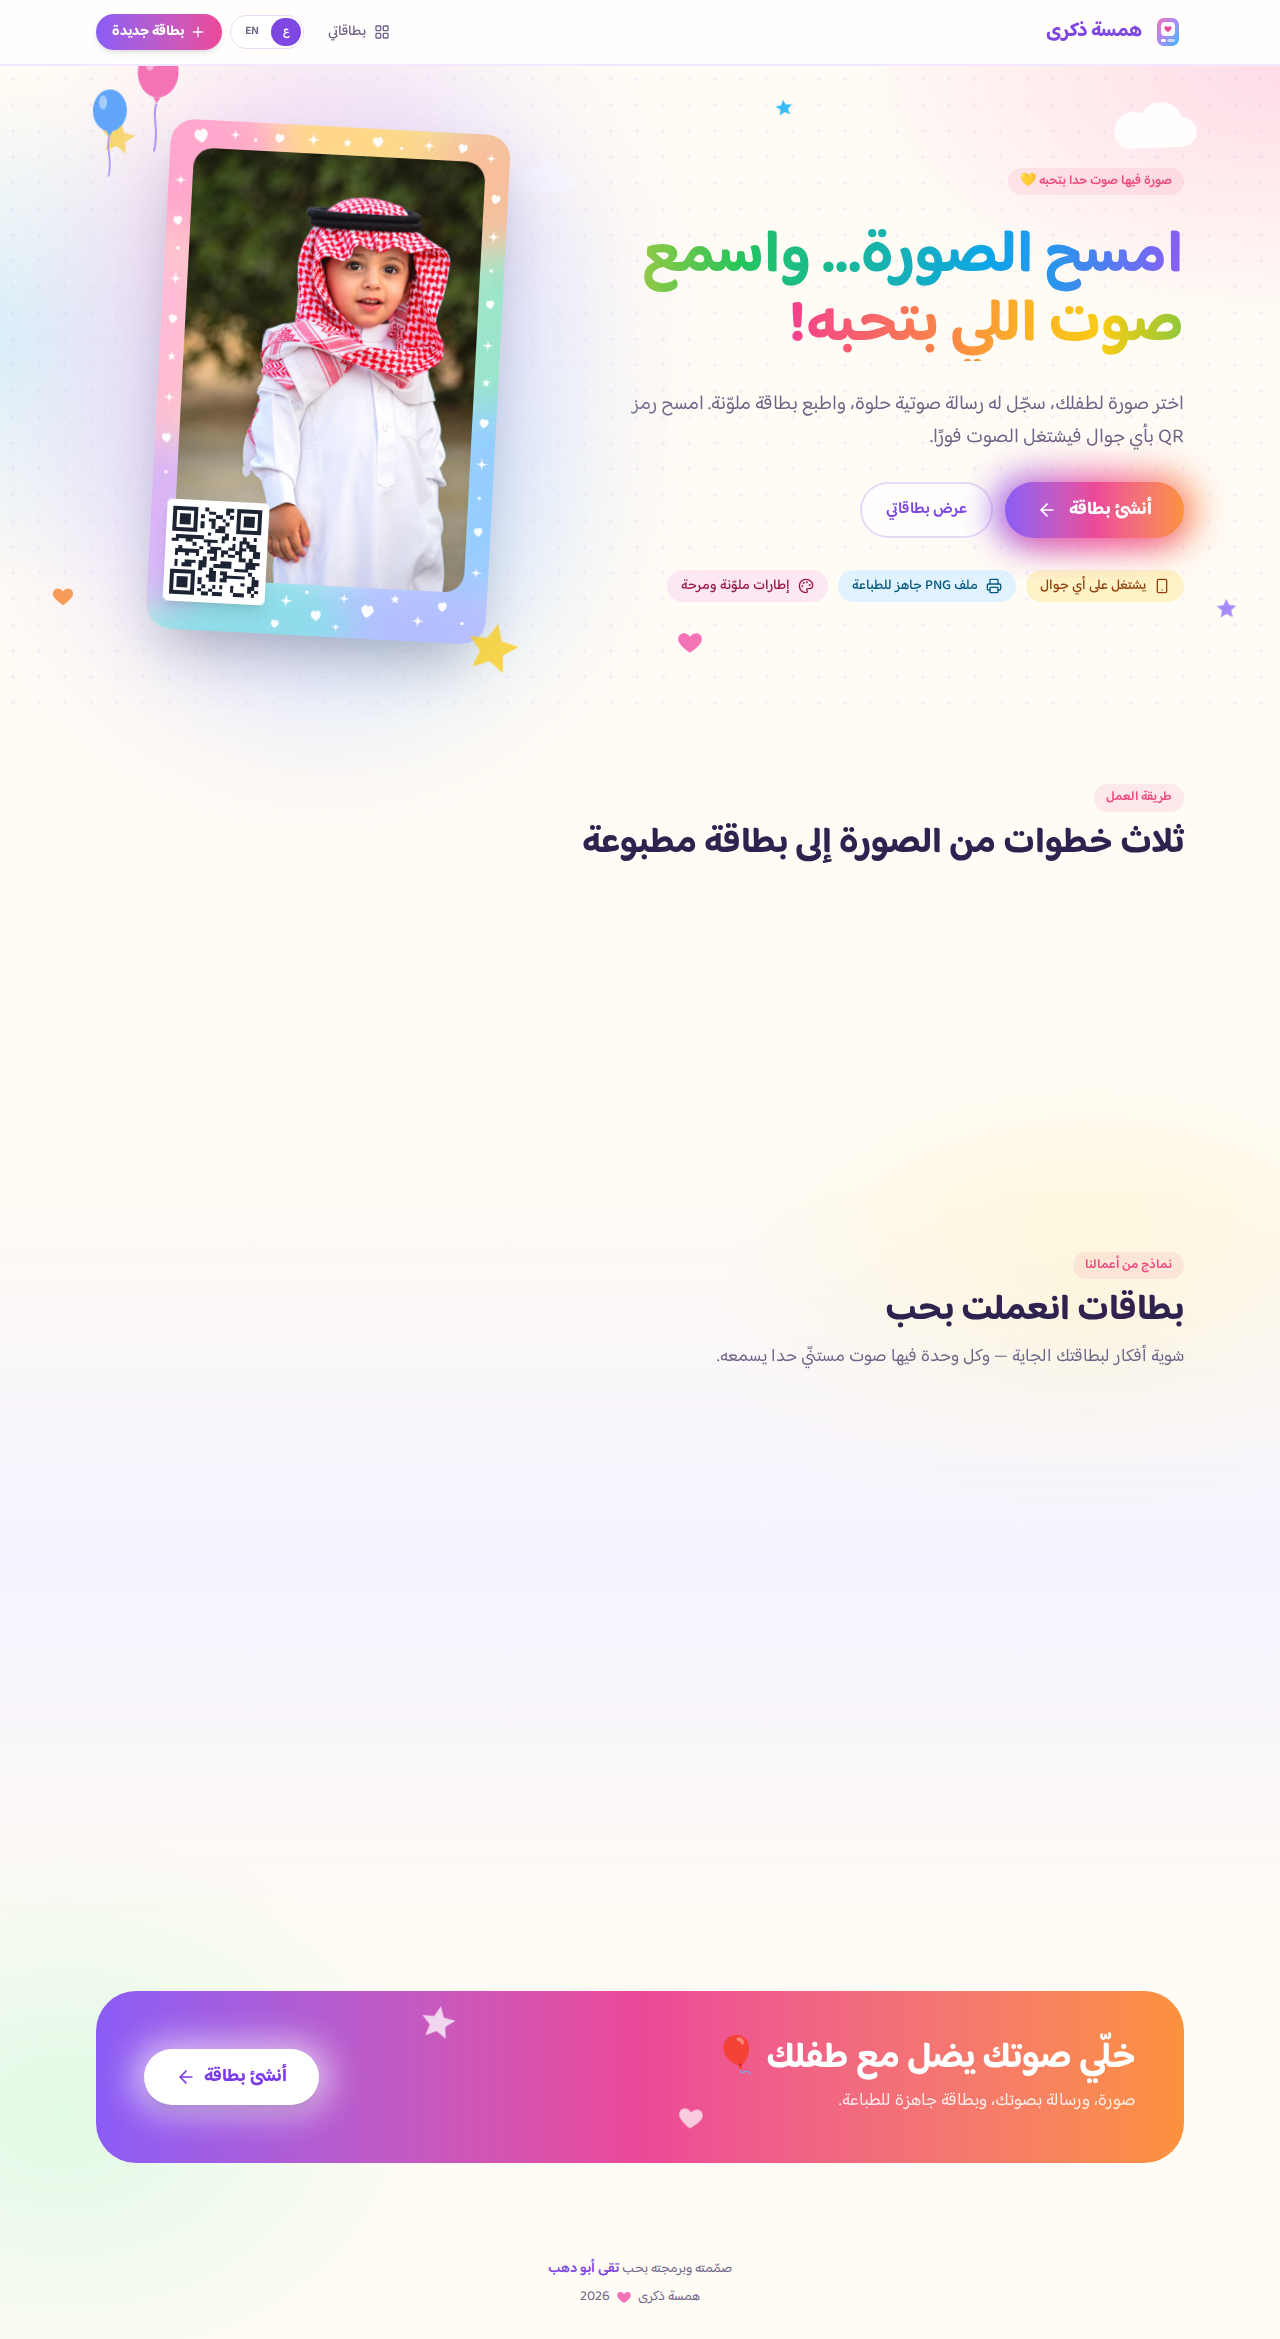 همسة ذكرى
بطاقاتي
ع
EN
بطاقة جديدة
صورة فيها صوت حدا بتحبه 💛
امسح الصورة... واسمع
صوت اللي بتحبه!
اختر صورة لطفلك، سجّل له رسالة صوتية حلوة، واطبع بطاقة ملوّنة. امسح رمز
QR بأي جوال فيشتغل الصوت فورًا.
أنشئ بطاقة
عرض بطاقاتي
يشتغل على أي جوال
ملف PNG جاهز للطباعة
إطارات ملوّنة ومرحة
طريقة العمل
ثلاث خطوات من الصورة إلى بطاقة مطبوعة
نماذج من أعمالنا
بطاقات انعملت بحب
شوية أفكار لبطاقتك الجاية — وكل وحدة فيها صوت مستنّي حدا يسمعه.
خلّي صوتك يضل مع طفلك 🎈
صورة، ورسالة بصوتك، وبطاقة جاهزة للطباعة.
أنشئ بطاقة
صمّمته وبرمجته بحب تقى أبو دهب
همسة ذكرى 2026